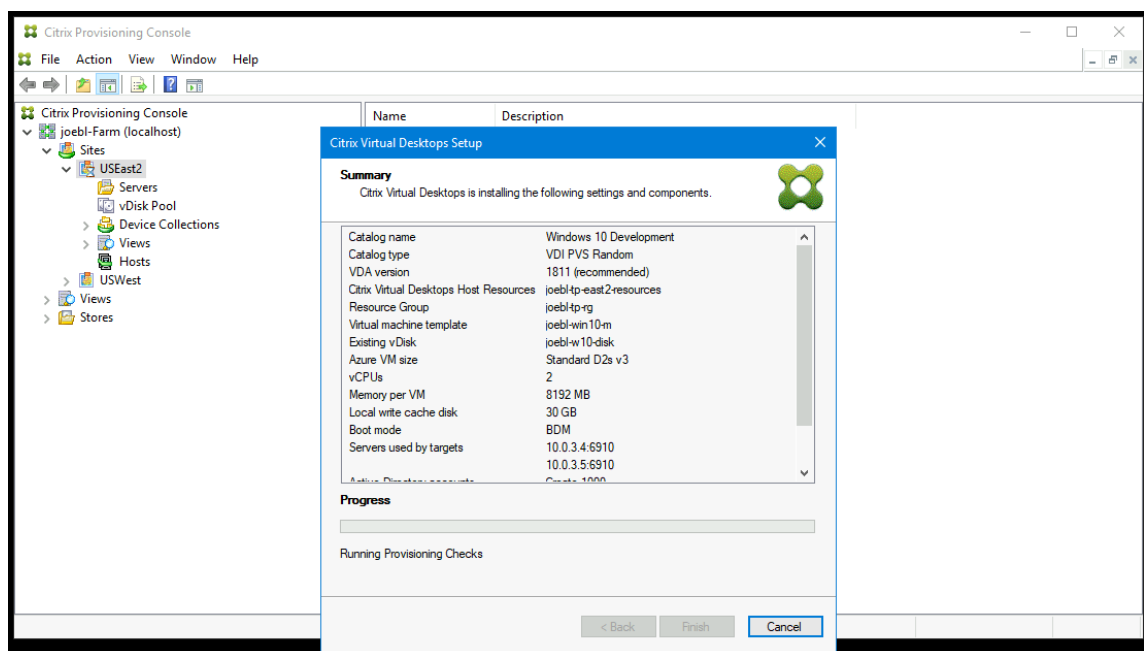 Citrix Provisioning Console
File Action View Window Help
Citrix Provisioning Console
joebl-Farm (localhost)
Sites
USEast2
Servers
vDisk Pool
Device Collections
Views
Hosts
USWest
Views
Stores
Name Description
Citrix Virtual Desktops Setup
Summary
Citrix Virtual Desktops is installing the following settings and components.
Catalog name Windows 10 Development
Catalog type VDI PVS Random
VDA version 1811 (recommended)
Citrix Virtual Desktops Host Resources joebl-tp-east2-resources
Resource Group joebl-tp-rg
Virtual machine template joebl-win10-m
Existing vDisk joebl-w10-disk
Azure VM size Standard D2s v3
vCPUs 2
Memory per VM 8192 MB
Local write cache disk 30 GB
Boot mode BDM
Servers used by targets 10.0.3.4:6910
10.0.3.5:6910
Active Directory accounts Create 1000
Progress
Running Provisioning Checks
< Back Finish Cancel